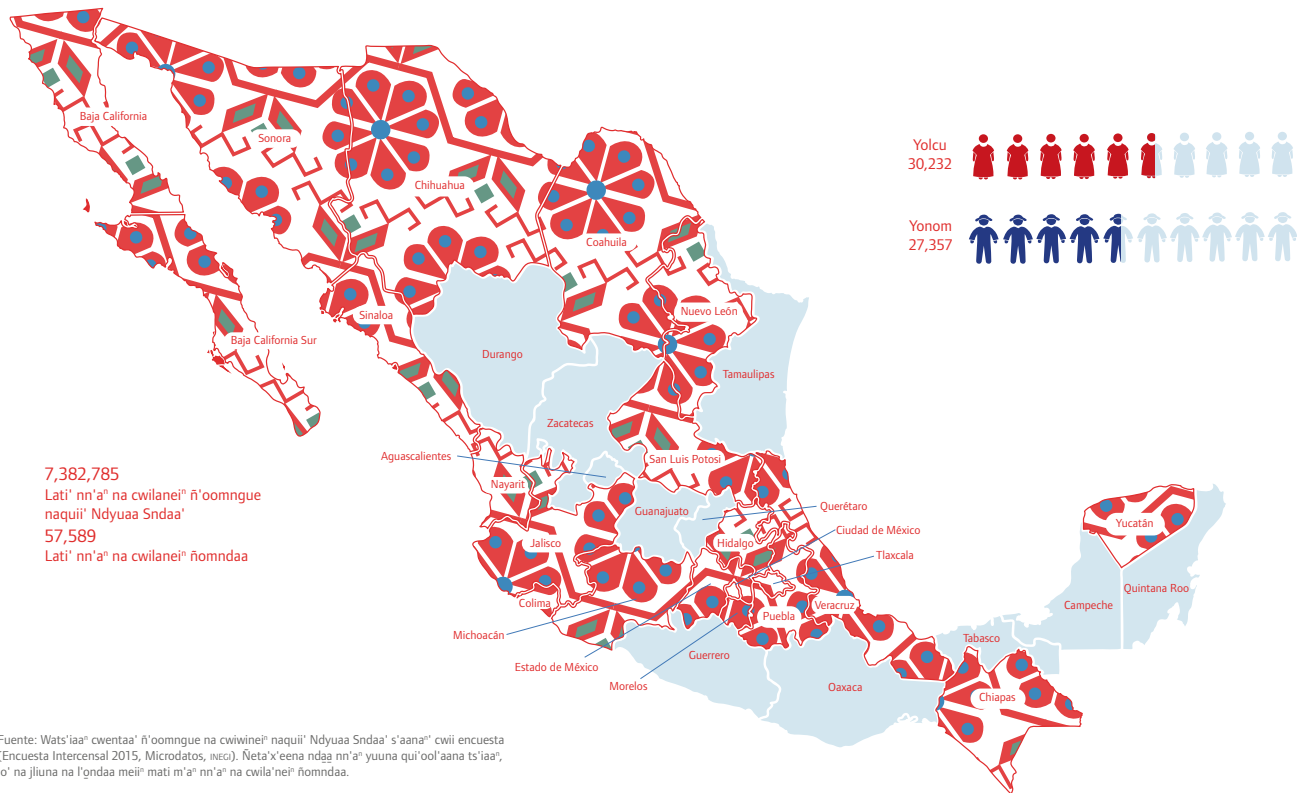 Baja California
Sonora
Chihuahua
Coahuila
Sinaloa
Nuevo León
Baja California Sur
Durango
Tamaulipas
Zacatecas
Aguascalientes
San Luis Potosi
Nayarit
Guanajuato
Querétaro
Ciudad de México
Jalisco
Hidalgo
Tlaxcala
Colima
Puebla
Veracruz
Michoacán
Estado de México
Guerrero
Morelos
Oaxaca
Yucatán
Campeche
Quintana Roo
Tabasco
Chiapas
Yolcu
30,232
Yonom
27,357
7,382,785
Lati' nn'aⁿ na cwilaneiⁿ ñ'oomngue
naquii' Ndyuaa Sndaa'
57,589
Lati' nn'aⁿ na cwilaneiⁿ ñomndaa
Fuente: Wats'iaaⁿ cwentaa' ñ'oomngue na cwiwineiⁿ naquii' Ndyuaa Sndaa' s'aanaⁿ' cwii encuesta
(Encuesta Intercensal 2015, Microdatos, INEGI). Ñeta'x'eena nda̱a̱ nn'aⁿ yuuna qui'ool'aana ts'iaaⁿ,
jo' na jliuna na l'o̱ndaa meiiⁿ mati m'aⁿ nn'aⁿ na cwila'neiⁿ ñomndaa.